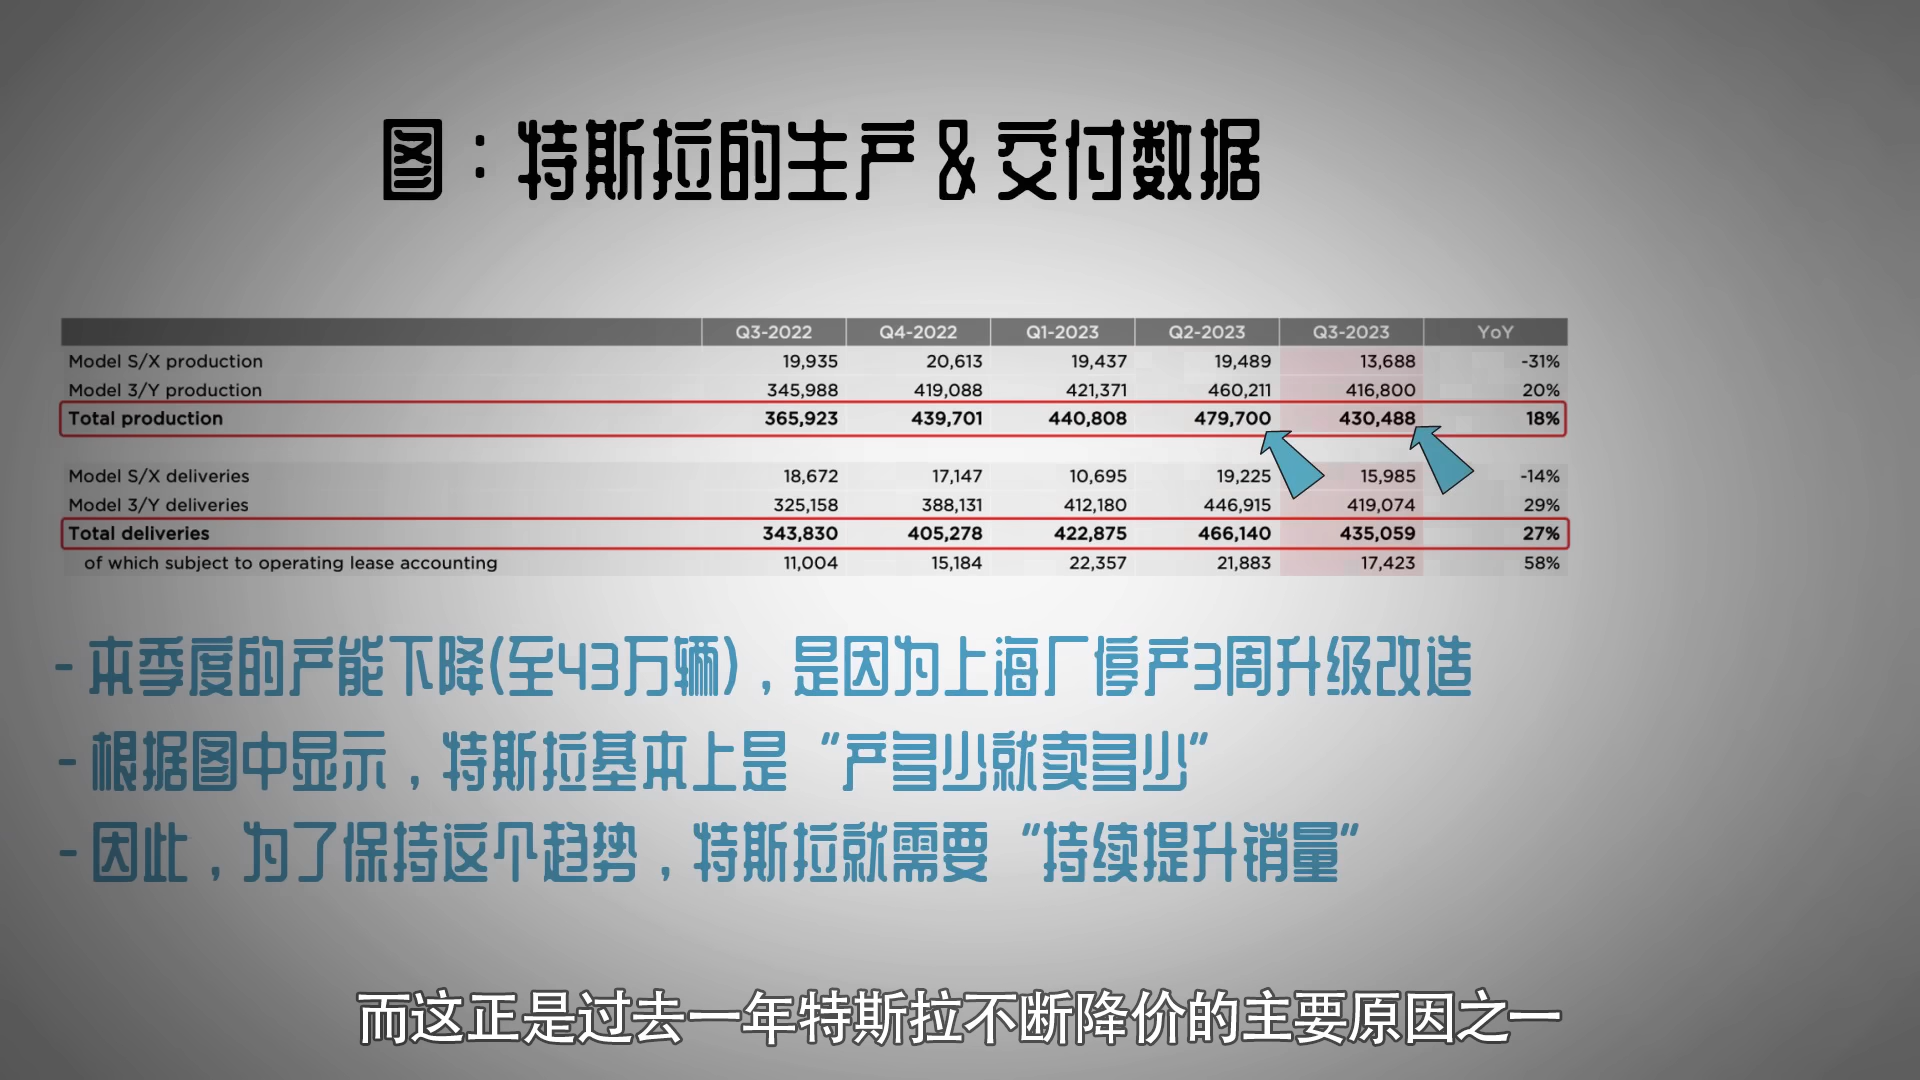 图：特斯拉的生产 & 交付数据
Q3-2022 Q4-2022 Q1-2023 Q2-2023 Q3-2023 YoY
Model S/X production 19,935 20,613 19,437 19,489 13,688 -31%
Model 3/Y production 345,988 419,088 421,371 460,211 416,800 20%
Total production 365,923 439,701 440,808 479,700 430,488 18%
Model S/X deliveries 18,672 17,147 10,695 19,225 15,985 -14%
Model 3/Y deliveries 325,158 388,131 412,180 446,915 419,074 29%
Total deliveries 343,830 405,278 422,875 466,140 435,059 27%
of which subject to operating lease accounting 11,004 15,184 22,357 21,883 17,423 58%
- 本季度的产能下降(至43万辆)，是因为上海厂停产3周升级改造
- 根据图中显示，特斯拉基本上是“产多少就卖多少”
- 因此，为了保持这个趋势，特斯拉就需要“持续提升销量”
而这正是过去一年特斯拉不断降价的主要原因之一